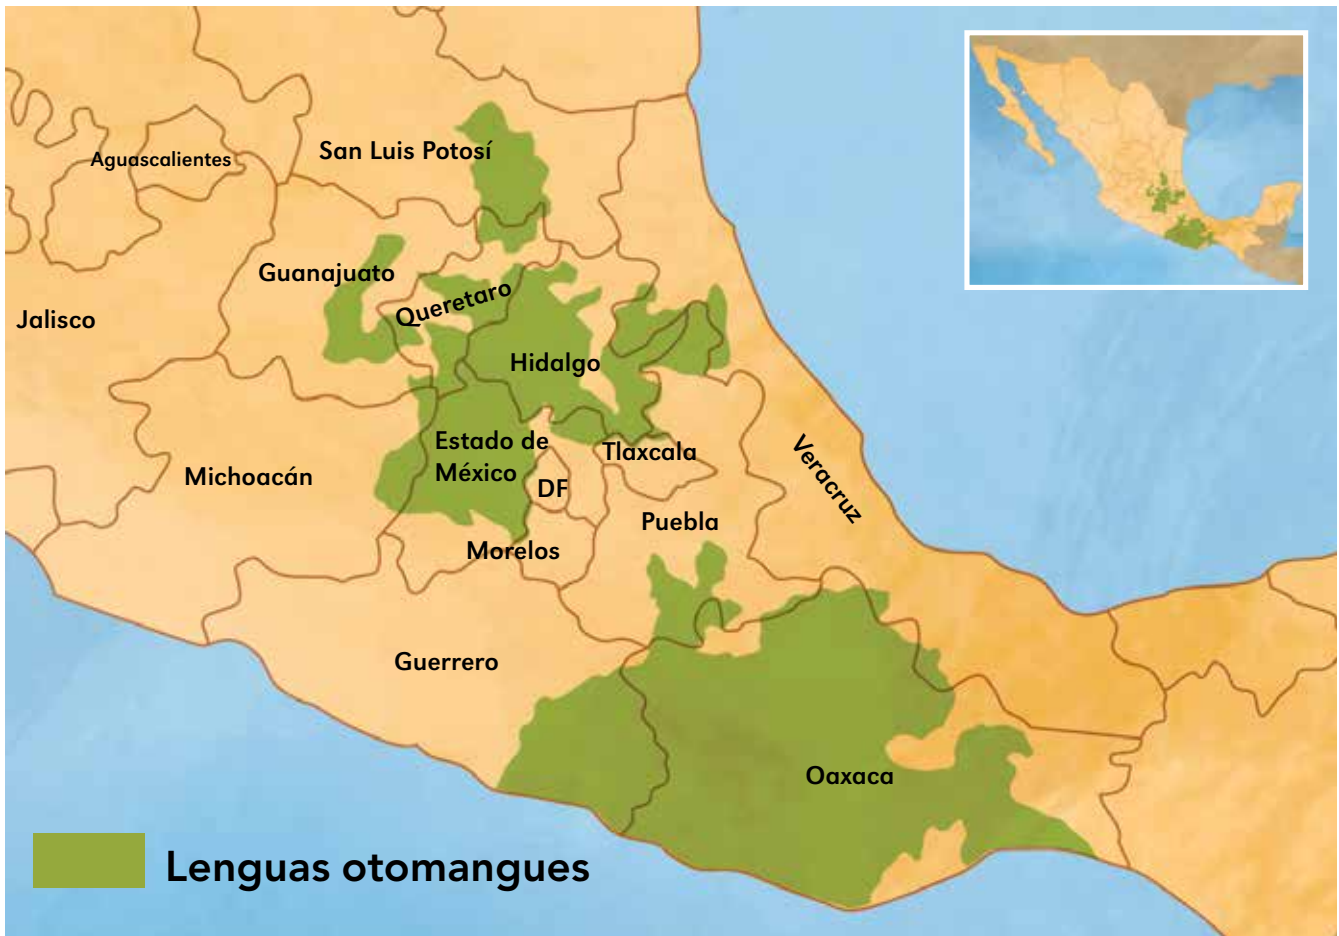 Aguascalientes
San Luis Potosí
Guanajuato
Queretaro
Jalisco
Hidalgo
Estado de
México
Tlaxcala
Michoacán
DF
Veracruz
Puebla
Morelos
Guerrero
Oaxaca
Lenguas otomangues